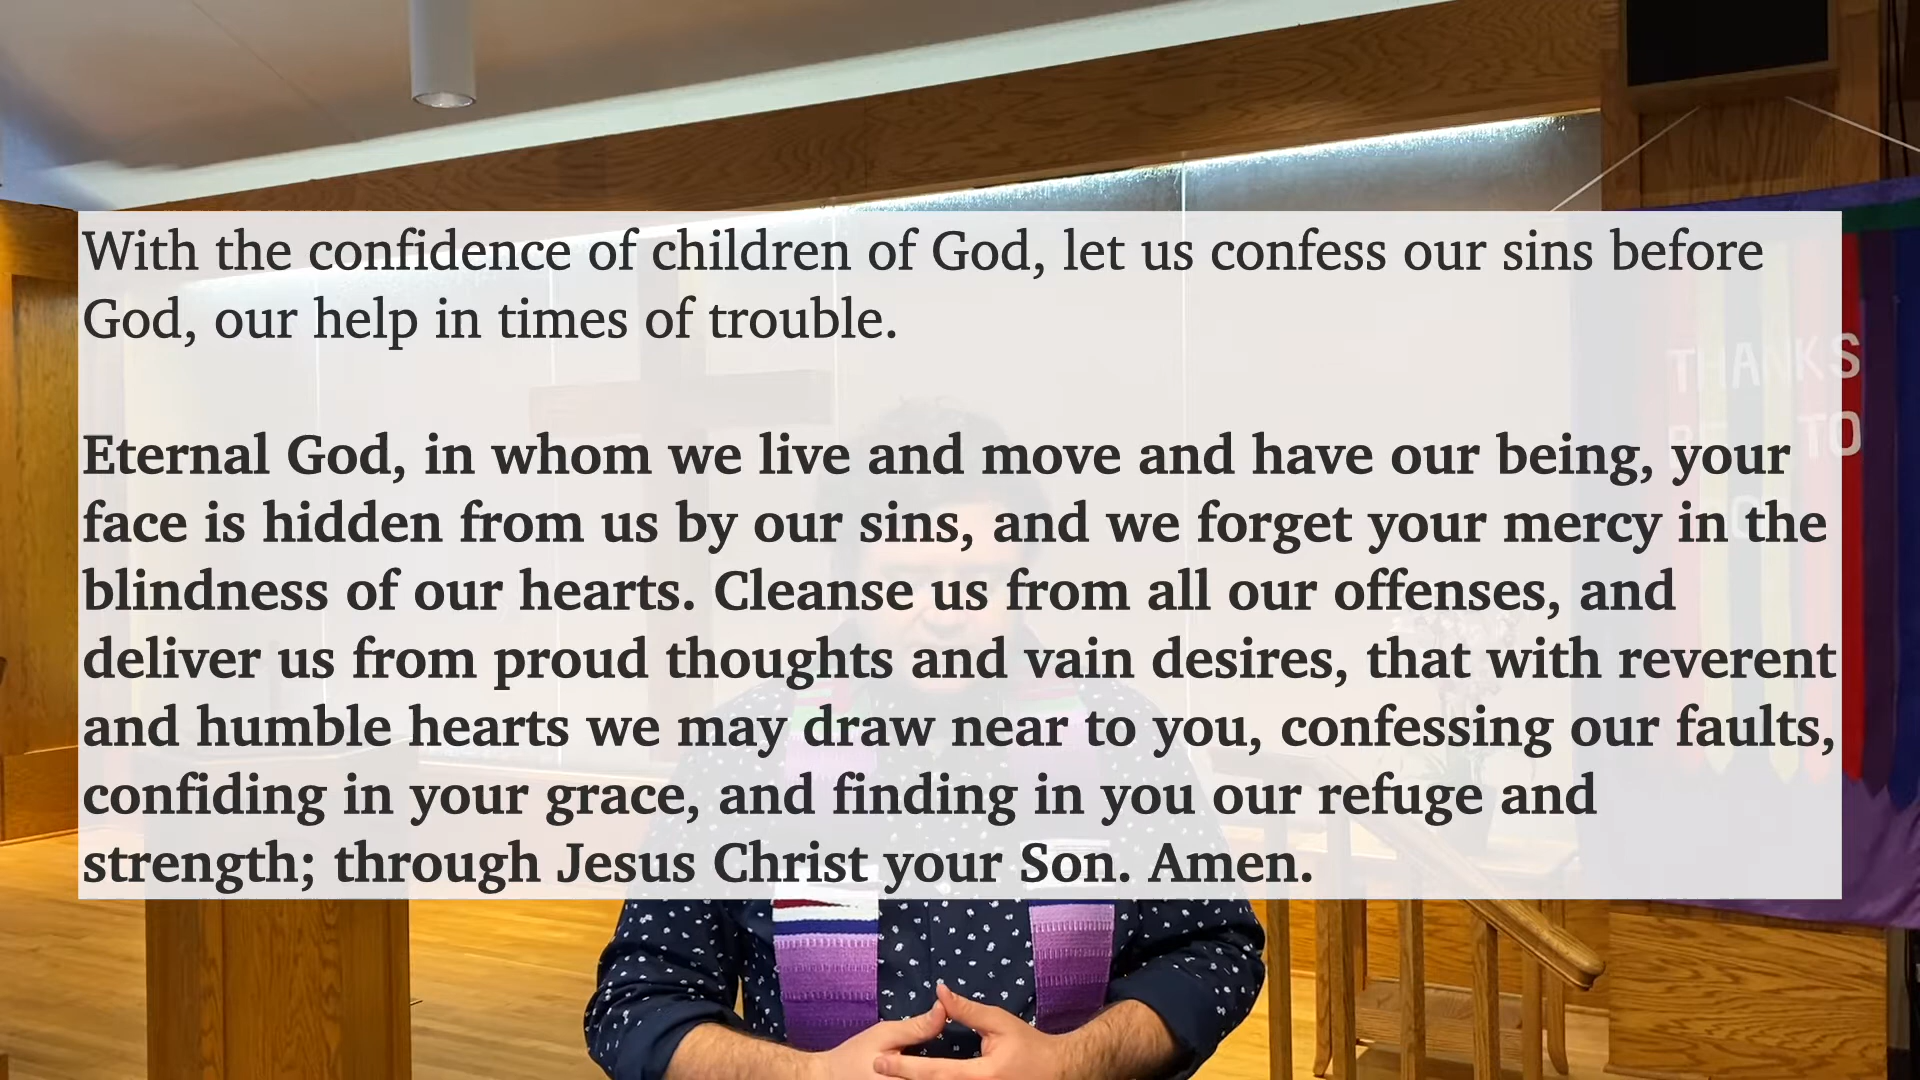 With the confidence of children of God, let us confess our sins before
God, our help in times of trouble.
Eternal God, in whom we live and move and have our being, your
face is hidden from us by our sins, and we forget your mercy in the
blindness of our hearts. Cleanse us from all our offenses, and
deliver us from proud thoughts and vain desires, that with reverent
and humble hearts we may draw near to you, confessing our faults,
confiding in your grace, and finding in you our refuge and
strength; through Jesus Christ your Son. Amen.
THANKS
BE TO